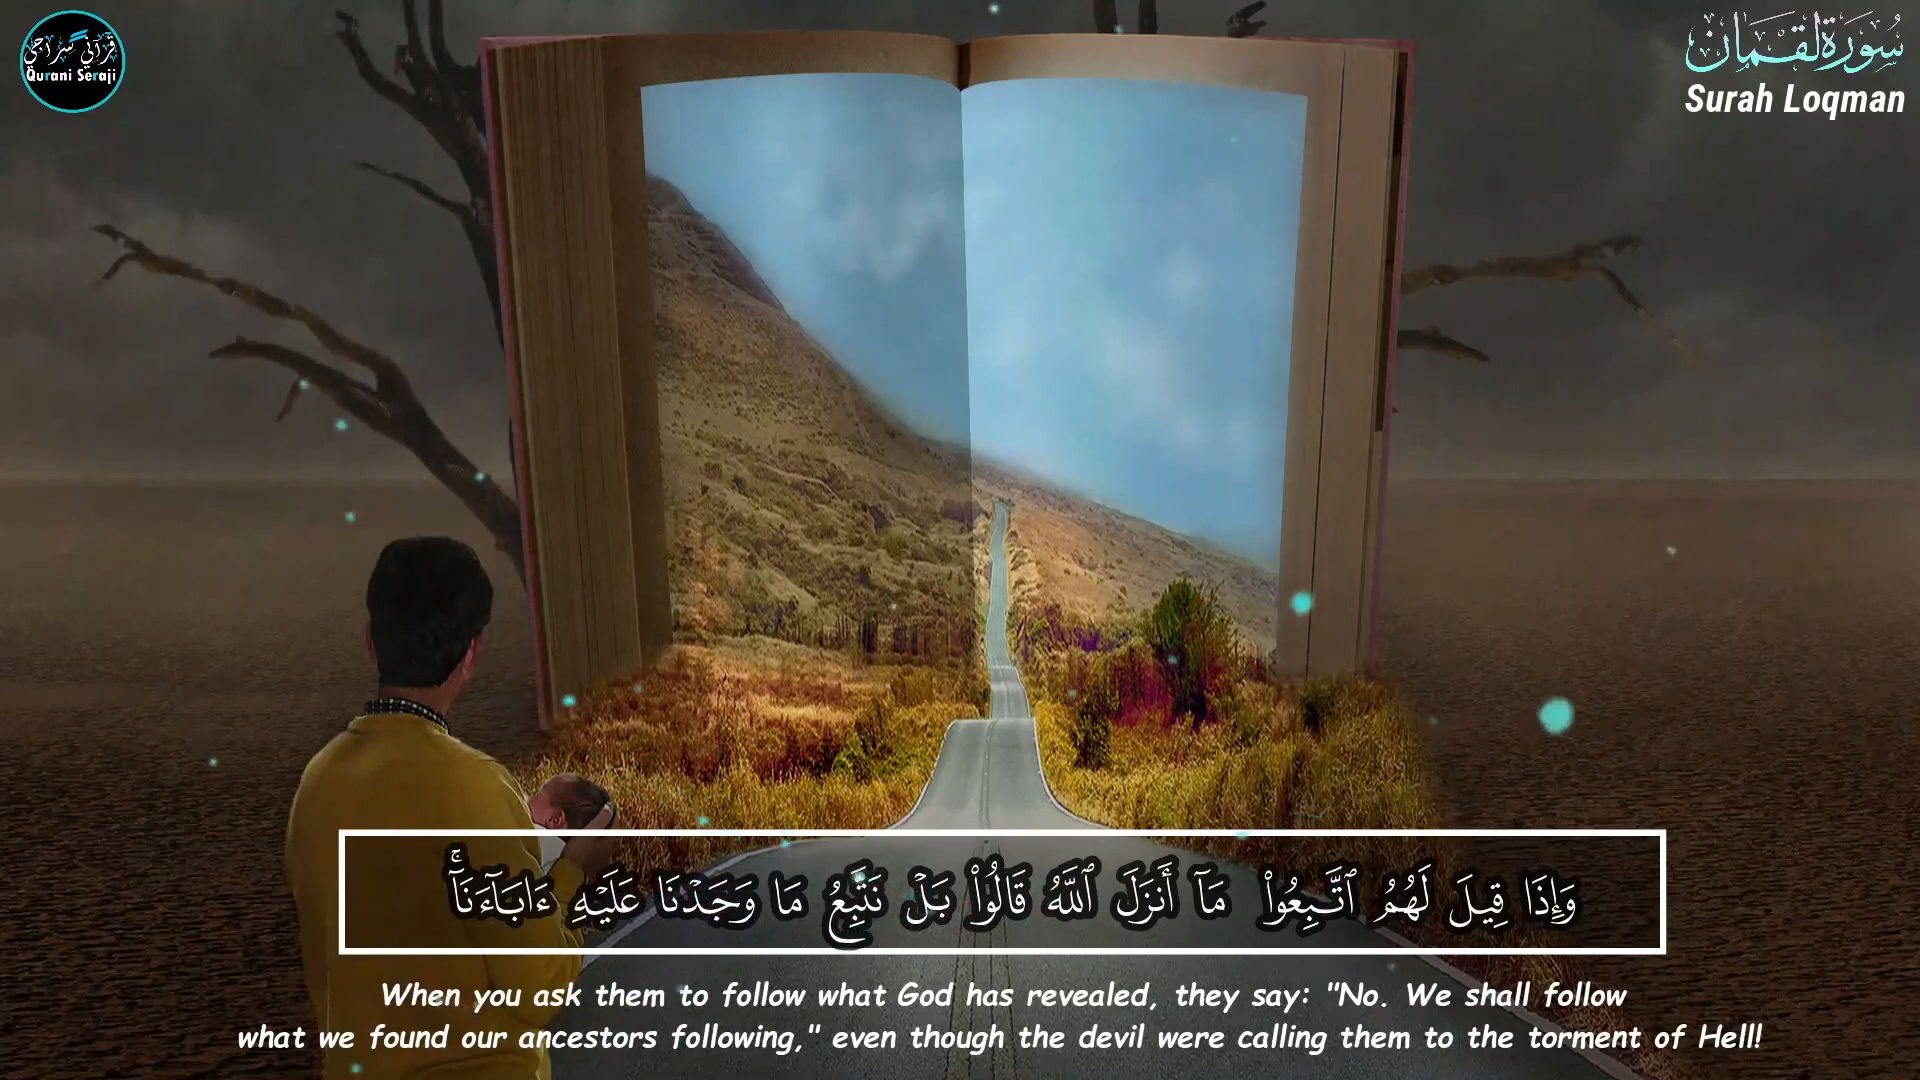 قرآني سراجي
Qurani Seraji
سورة لقمان
Surah Loqman
وَإِذَا قِيلَ لَهُمُ ٱتَّبِعُوا۟ مَآ أَنزَلَ ٱللَّهُ قَالُوا۟ بَلْ نَتَّبِعُ مَا وَجَدْنَا عَلَيْهِ ءَابَآءَنَآۚ
When you ask them to follow what God has revealed, they say: "No. We shall follow
what we found our ancestors following," even though the devil were calling them to the torment of Hell!